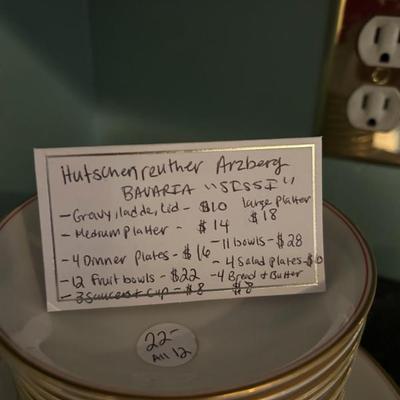 Hutschenreuther Arzberg
BAVARIA "SISSI"
- Gravy, ladde, Lid - $10 large Platter
$18
- Medium Platter - $14
- 11 bowls - $28
- 4 Dinner Plates - $16
- 4 Salad Plates -
- 12 Fruit bowls - $22 - 4 Bread + Butter
$8
- 3 Saucers + Cup - $8
22-
All 12